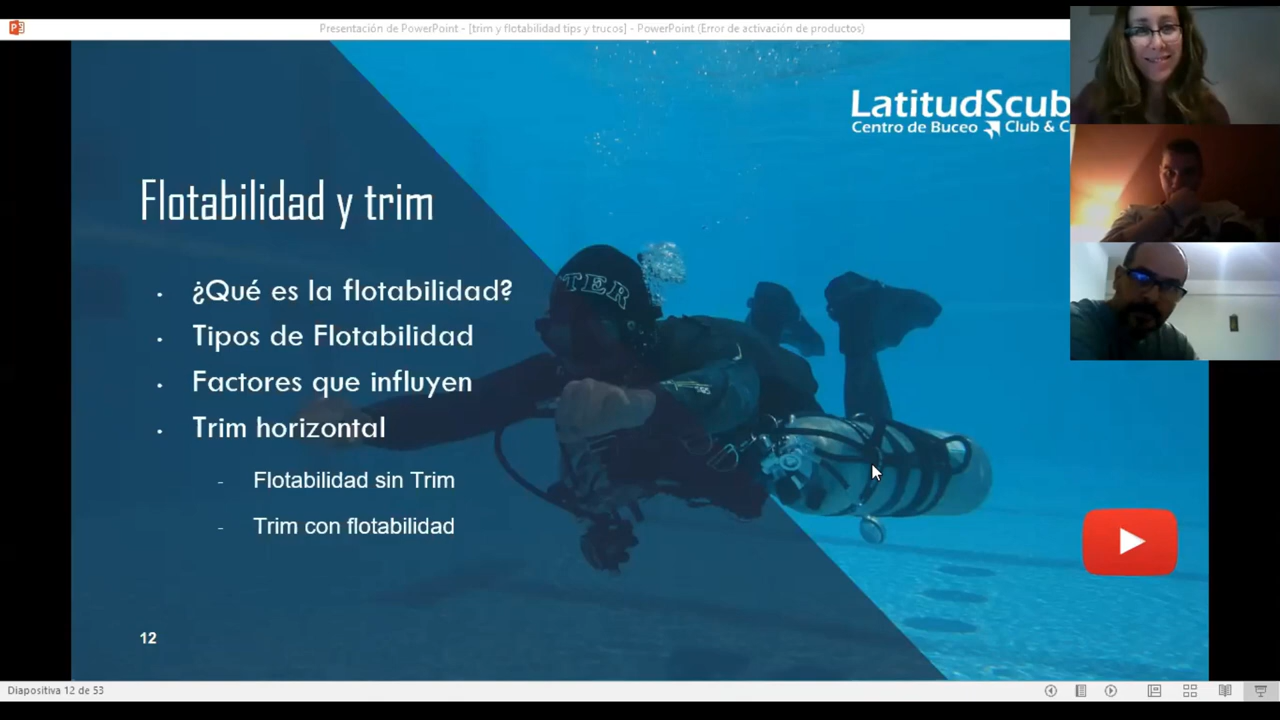 Presentación de PowerPoint - [trim y flotabilidad tips y trucos] - PowerPoint (Error de activación de productos)
LatitudScub
Centro de Buceo Club & C
Flotabilidad y trim
TER
• ¿Qué es la flotabilidad?
• Tipos de Flotabilidad
• Factores que influyen
• Trim horizontal
- Flotabilidad sin Trim
- Trim con flotabilidad
12
Diapositiva 12 de 53